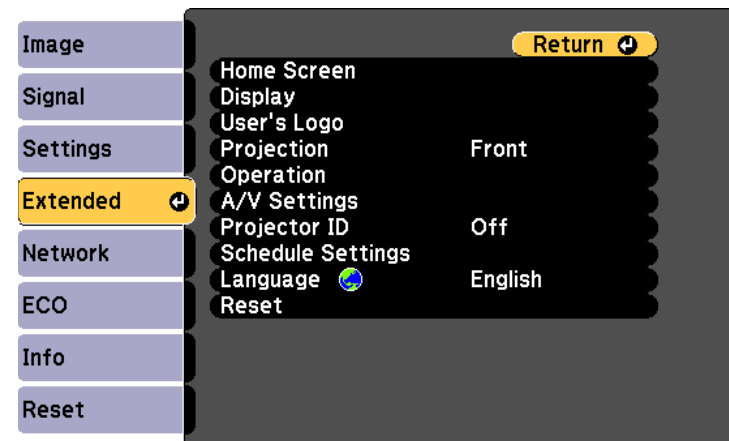 Image
Signal
Settings
Extended
Network
ECO
Info
Reset
Return
Home Screen
Display
User's Logo
Projection Front
Operation
A/V Settings
Projector ID Off
Schedule Settings
Language English
Reset